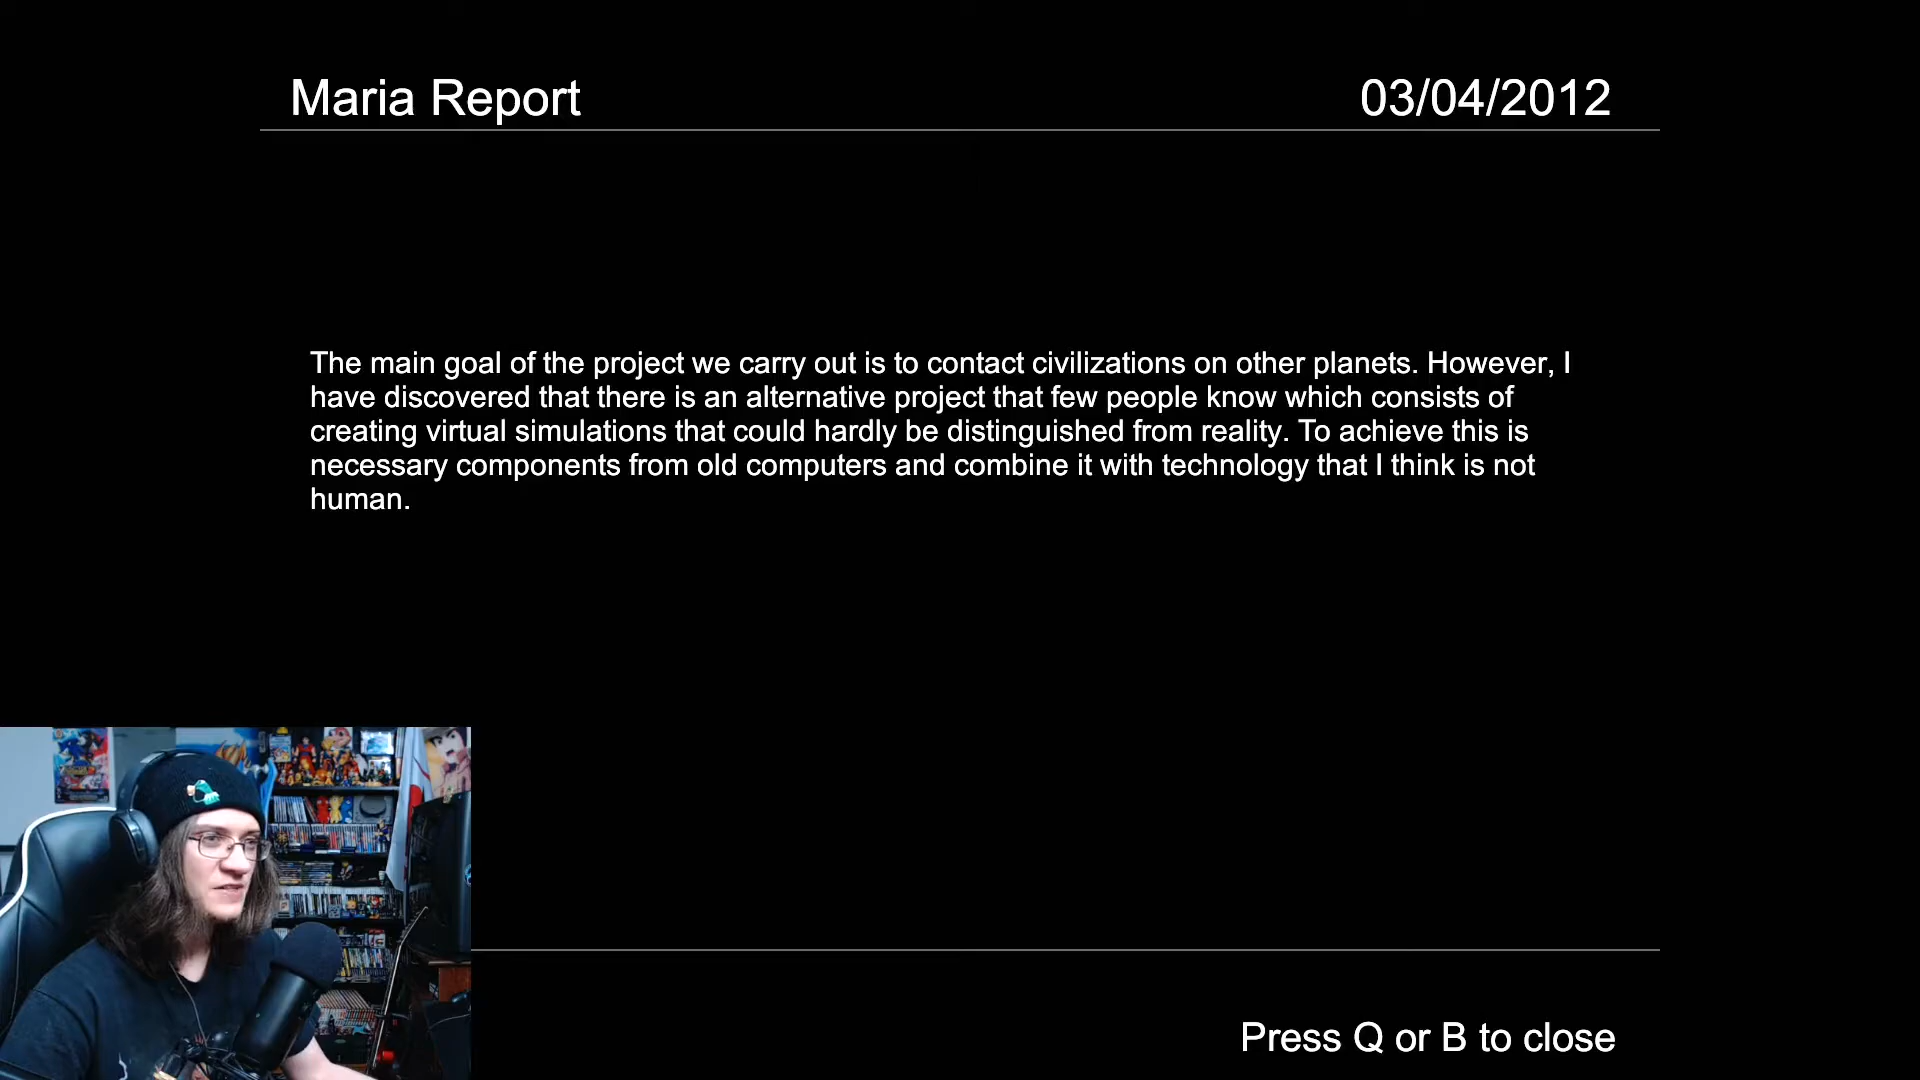 Maria Report
03/04/2012
The main goal of the project we carry out is to contact civilizations on other planets. However, I
have discovered that there is an alternative project that few people know which consists of
creating virtual simulations that could hardly be distinguished from reality. To achieve this is
necessary components from old computers and combine it with technology that I think is not
human.
Press Q or B to close